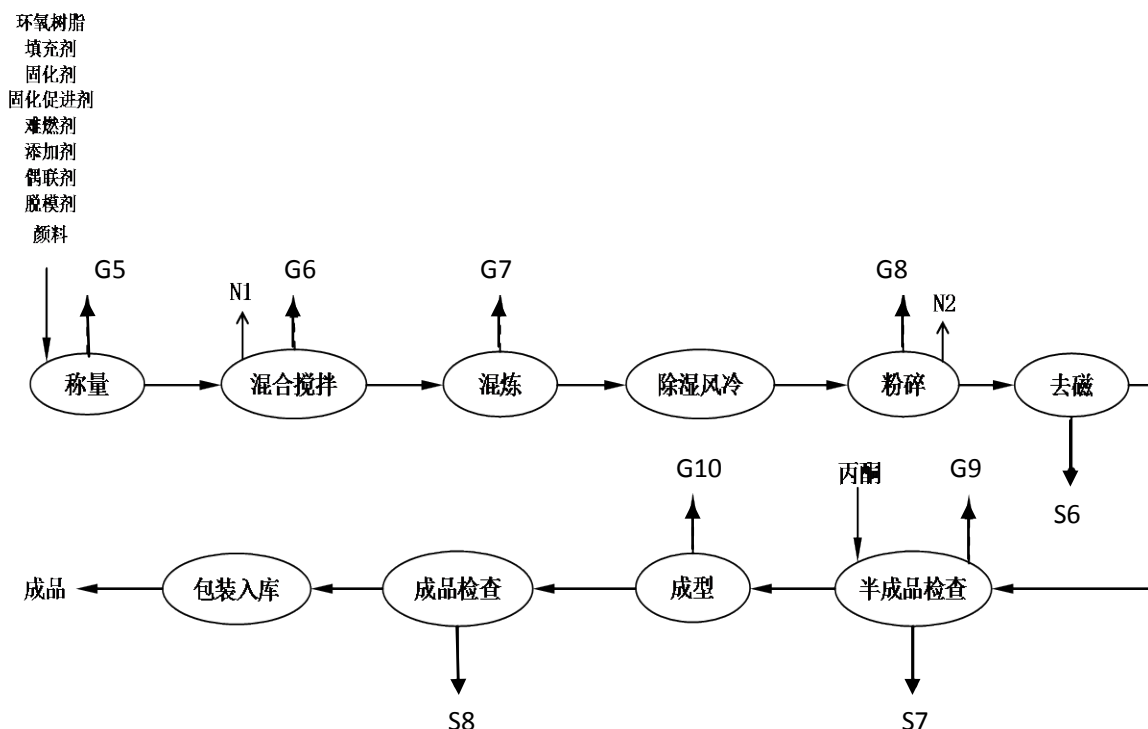 环氧树脂
填充剂
固化剂
固化促进剂
难燃剂
添加剂
偶联剂
脱模剂
颜料
G5
N1
G6
G7
G8
N2
称量
混合搅拌
混炼
除湿风冷
粉碎
去磁
S6
G10
丙酮
G9
成品
包装入库
成品检查
成型
半成品检查
S8
S7